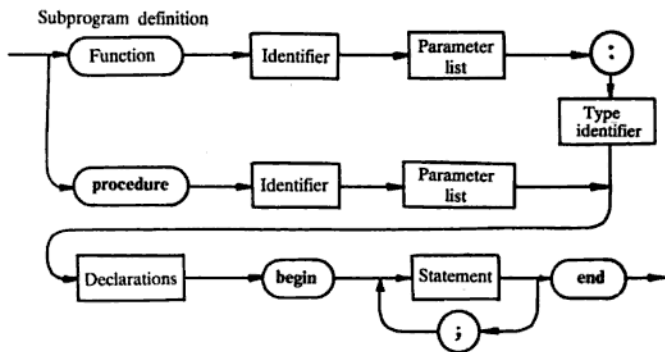 Subprogram definition
Function Identifier Parameter list :
Type identifier
procedure Identifier Parameter list
Declarations begin Statement end
;